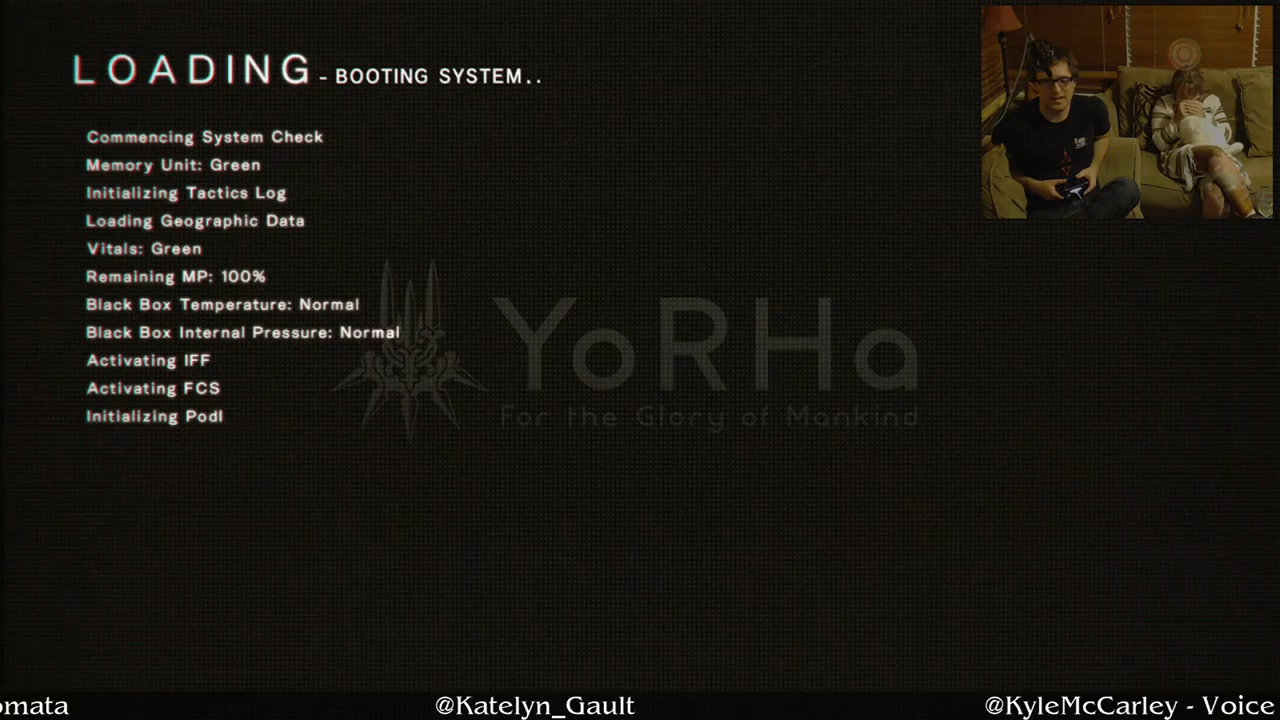 LOADING - BOOTING SYSTEM..
Commencing System Check
Memory Unit: Green
Initializing Tactics Log
Loading Geographic Data
Vitals: Green
Remaining MP: 100%
Black Box Temperature: Normal
Black Box Internal Pressure: Normal
Activating IFF
Activating FCS
Initializing Podl
YoRHa
For the Glory of Mankind
omata @Katelyn_Gault @KyleMcCarley - Voice